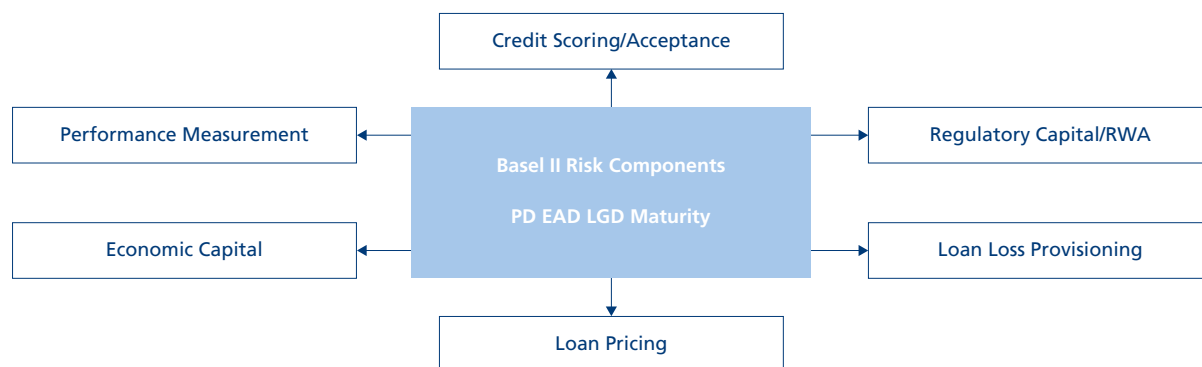 Credit Scoring/Acceptance
Performance Measurement
Regulatory Capital/RWA
Basel II Risk Components
PD EAD LGD Maturity
Economic Capital
Loan Loss Provisioning
Loan Pricing